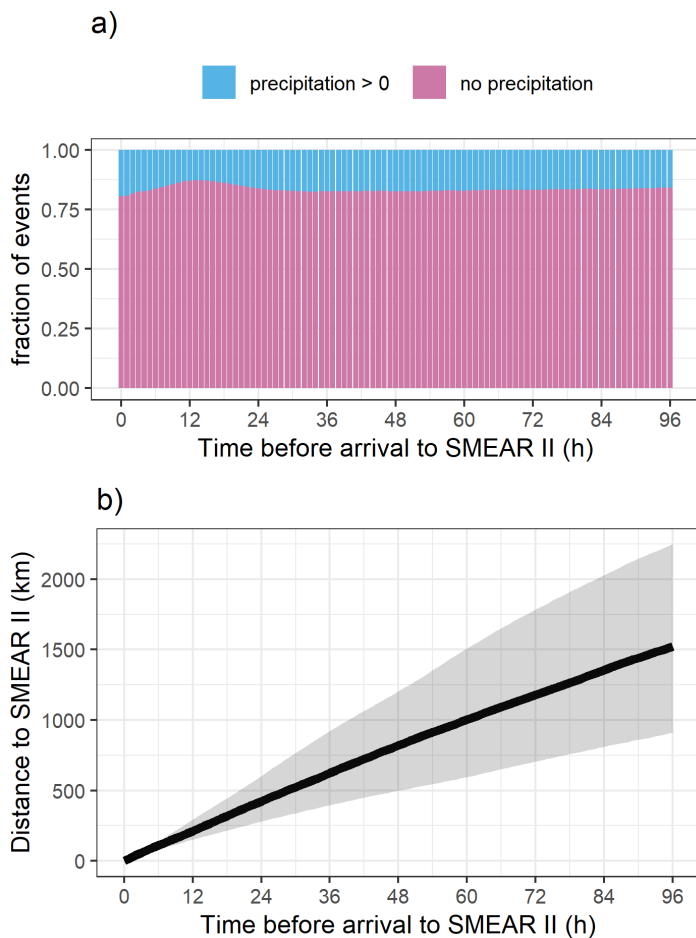 a)
precipitation > 0 no precipitation
1.00
0.75
0.50
0.25
0.00
fraction of events
0 12 24 36 48 60 72 84 96
Time before arrival to SMEAR II (h)
b)
2000
1500
1000
500
0
Distance to SMEAR II (km)
0 12 24 36 48 60 72 84 96
Time before arrival to SMEAR II (h)